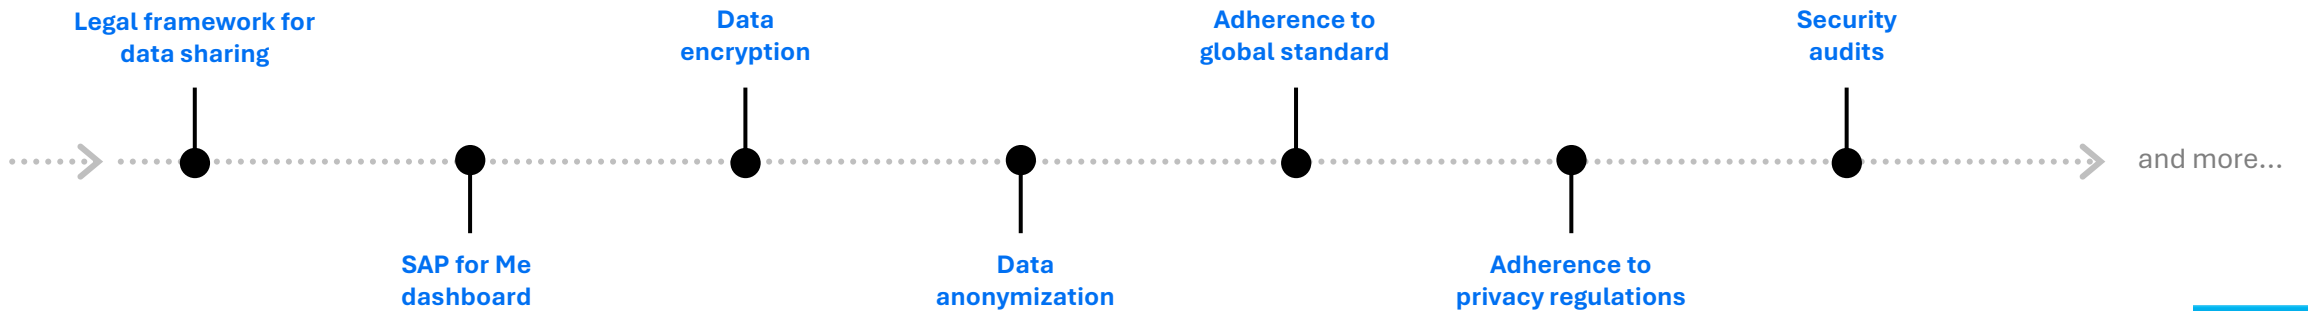 Legal framework for
data sharing
SAP for Me
dashboard
Data
encryption
Data
anonymization
Adherence to
global standard
Adherence to
privacy regulations
Security
audits
and more...